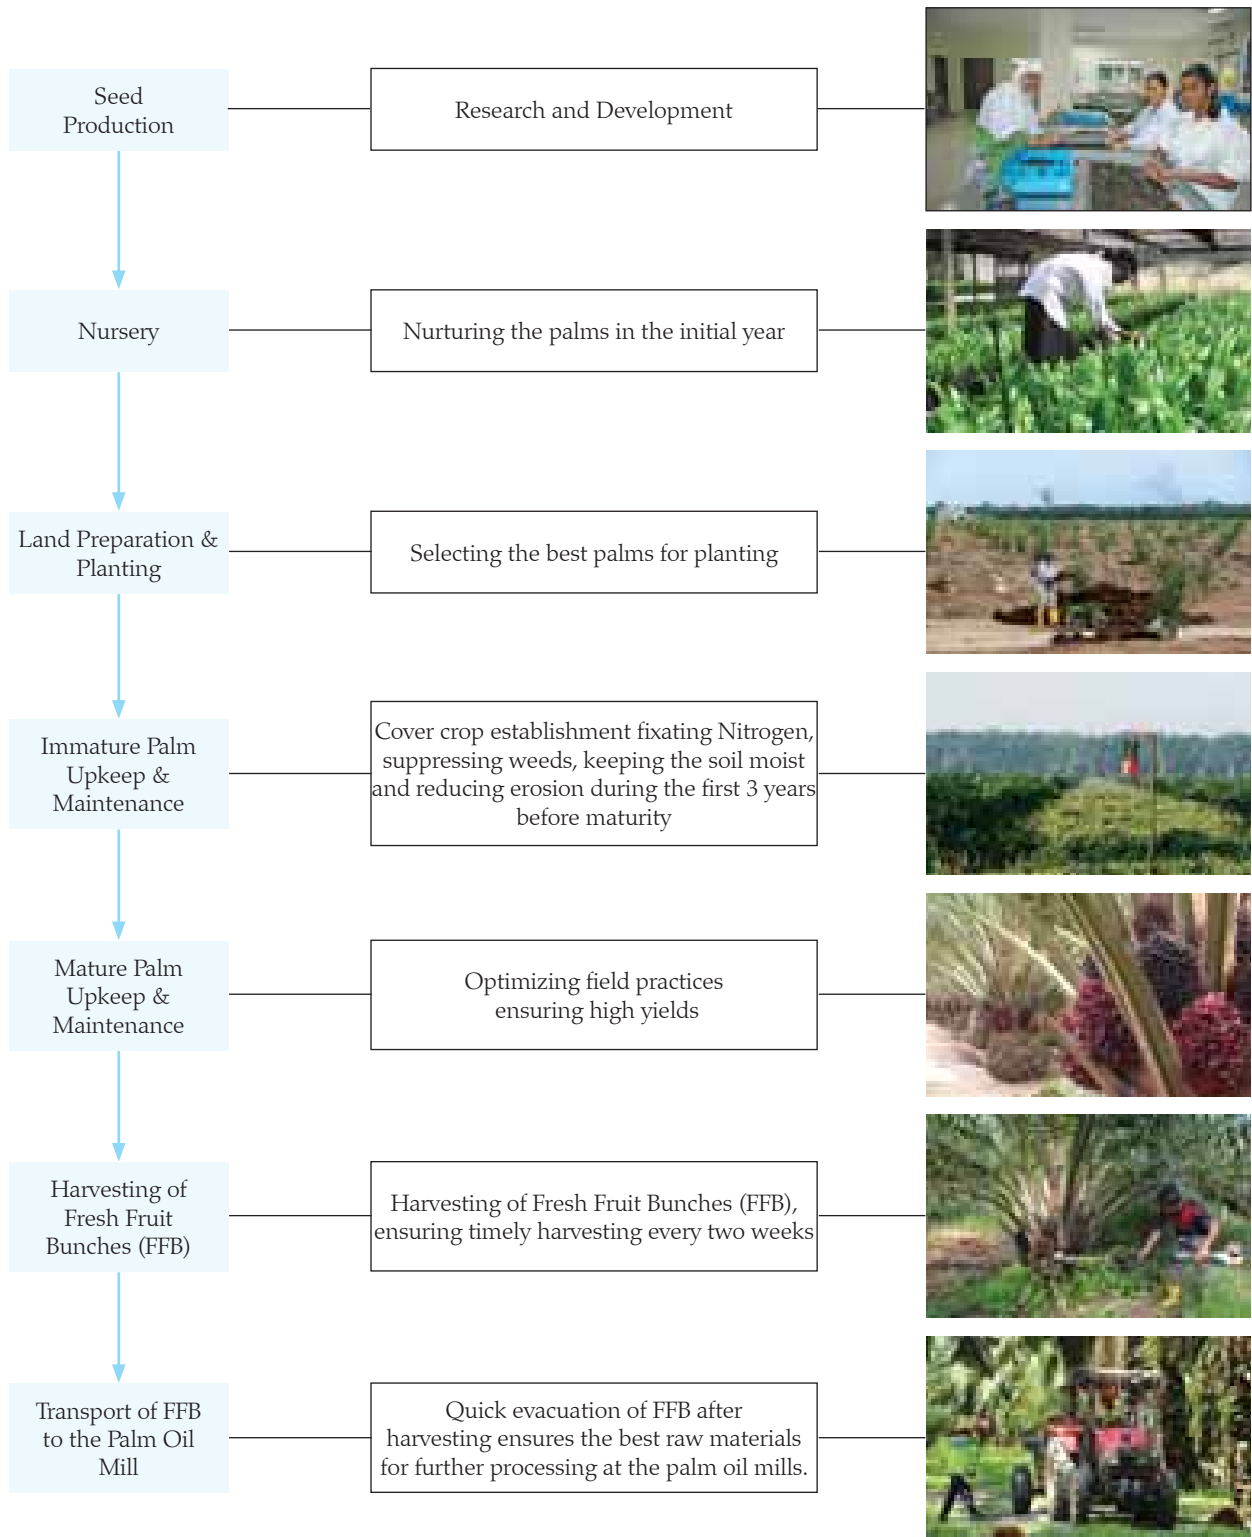 Seed
Production
Research and Development
Nursery
Nurturing the palms in the initial year
Land Preparation &
Planting
Selecting the best palms for planting
Immature Palm
Upkeep &
Maintenance
Cover crop establishment fixating Nitrogen,
suppressing weeds, keeping the soil moist
and reducing erosion during the first 3 years
before maturity
Mature Palm
Upkeep &
Maintenance
Optimizing field practices
ensuring high yields
Harvesting of
Fresh Fruit
Bunches (FFB)
Harvesting of Fresh Fruit Bunches (FFB),
ensuring timely harvesting every two weeks
Transport of FFB
to the Palm Oil
Mill
Quick evacuation of FFB after
harvesting ensures the best raw materials
for further processing at the palm oil mills.